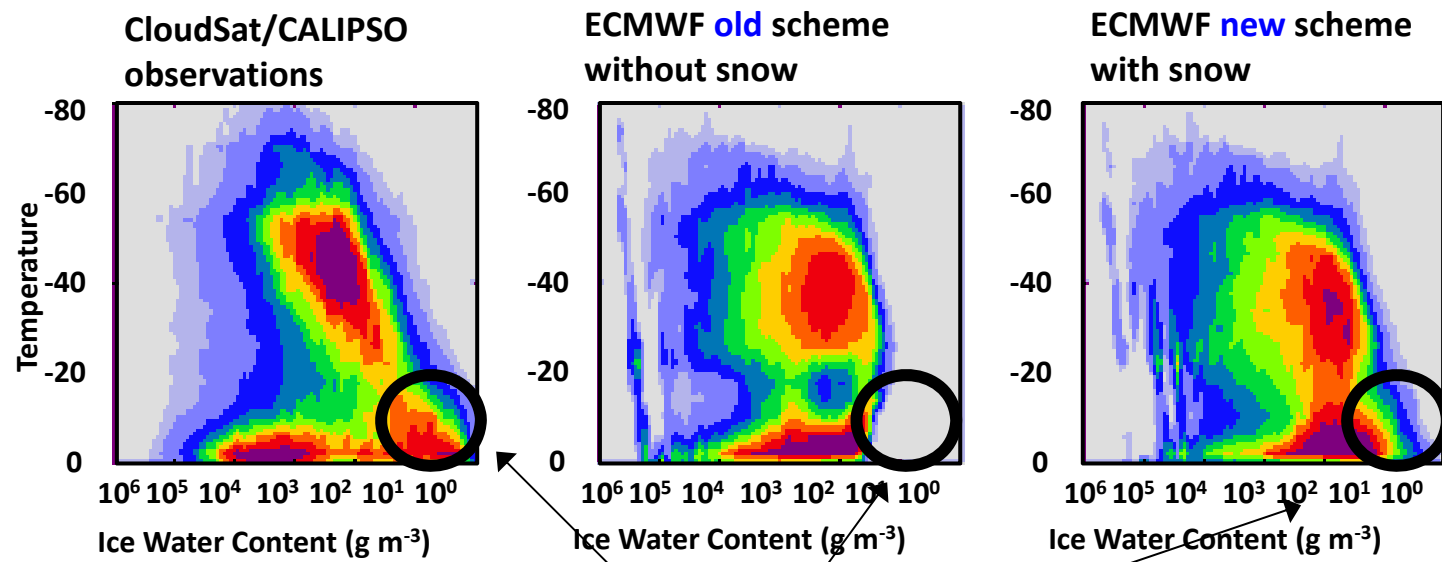 CloudSat/CALIPSO
observations
ECMWF old scheme
without snow
ECMWF new scheme
with snow
Temperature
-80
-60
-40
-20
0
10⁶ 10⁵ 10⁴ 10³ 10² 10¹ 10⁰
Ice Water Content (g m⁻³)
-80
-60
-40
-20
0
10⁶ 10⁵ 10⁴ 10³ 10² 10¹ 10⁰
Ice Water Content (g m⁻³)
-80
-60
-40
-20
0
10⁶ 10⁵ 10⁴ 10³ 10² 10¹ 10⁰
Ice Water Content (g m⁻³)